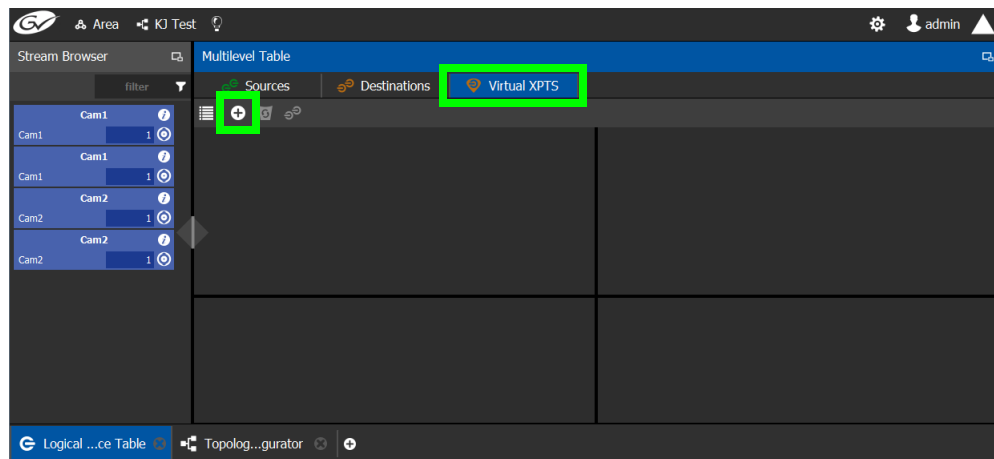 GV Area KJ Test admin
Stream Browser
Multilevel Table
filter
Sources Destinations Virtual XPTS
Cam1
Cam1 1
Cam1
Cam1 1
Cam2
Cam2 1
Cam2
Cam2 1
Logical ...ce Table Topolog...gurator